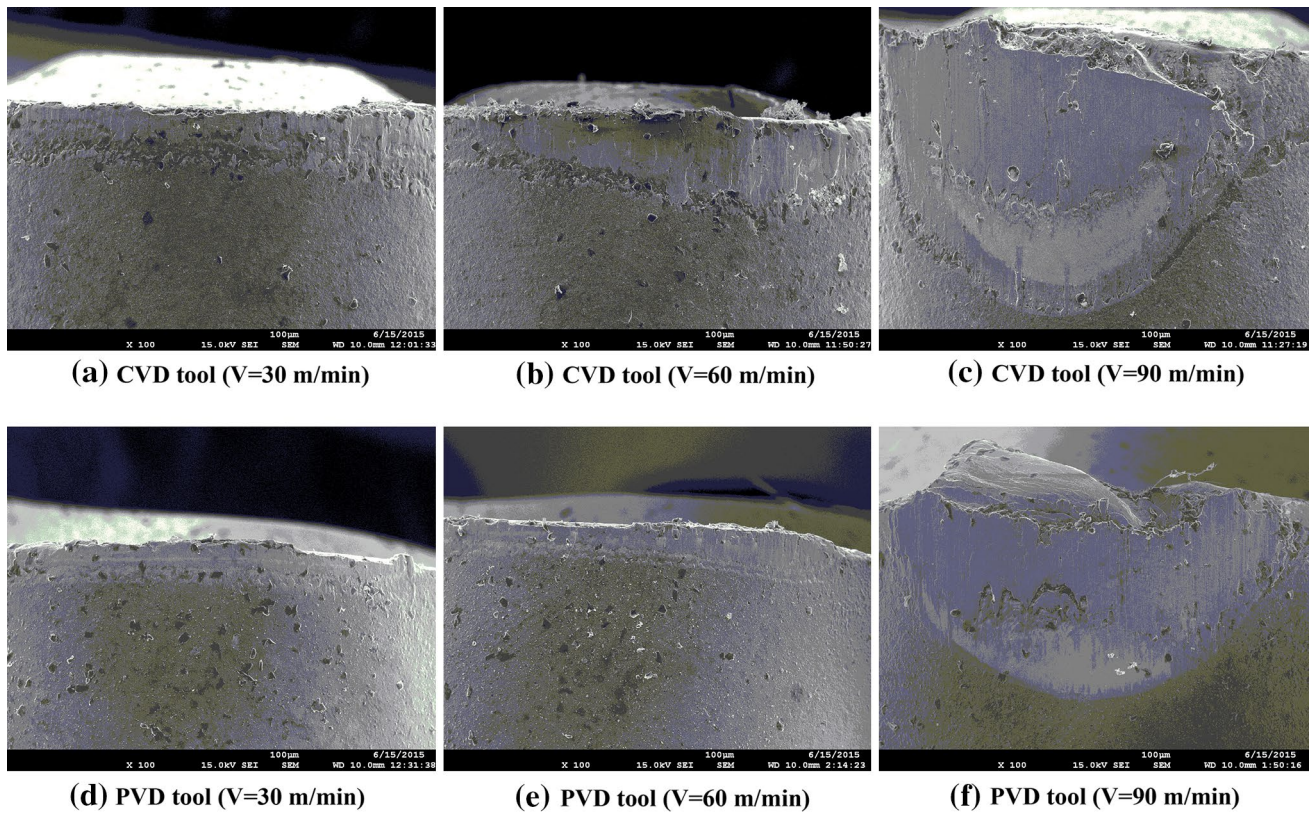 100μm 6/15/2015
X 100 15.0kV SEI SEM WD 10.0mm 12:01:33
100μm 6/15/2015
X 100 15.0kV SEI SEM WD 10.0mm 11:50:27
100μm 6/15/2015
X 100 15.0kV SEI SEM WD 10.0mm 11:27:19
(a) CVD tool (V=30 m/min)
(b) CVD tool (V=60 m/min)
(c) CVD tool (V=90 m/min)
100μm 6/15/2015
X 100 15.0kV SEI SEM WD 10.0mm 12:31:38
100μm 6/15/2015
X 100 15.0kV SEI SEM WD 10.0mm 2:14:23
100μm 6/15/2015
X 100 15.0kV SEI SEM WD 10.0mm 1:50:16
(d) PVD tool (V=30 m/min)
(e) PVD tool (V=60 m/min)
(f) PVD tool (V=90 m/min)